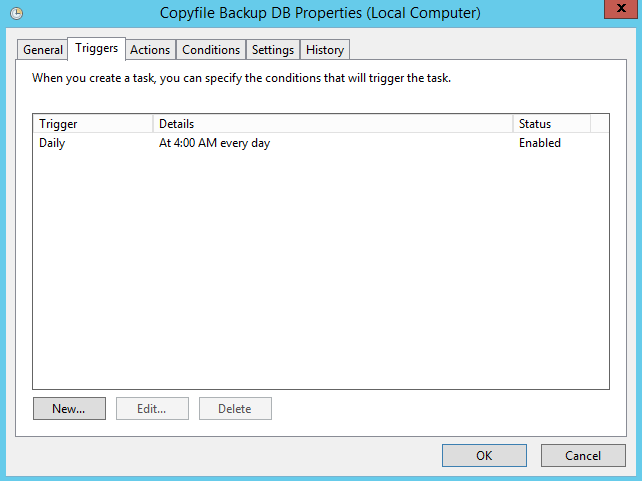 Copyfile Backup DB Properties (Local Computer)
x
General Triggers Actions Conditions Settings History
When you create a task, you can specify the conditions that will trigger the task.
Trigger Details Status
Daily At 4:00 AM every day Enabled
New... Edit... Delete
OK Cancel